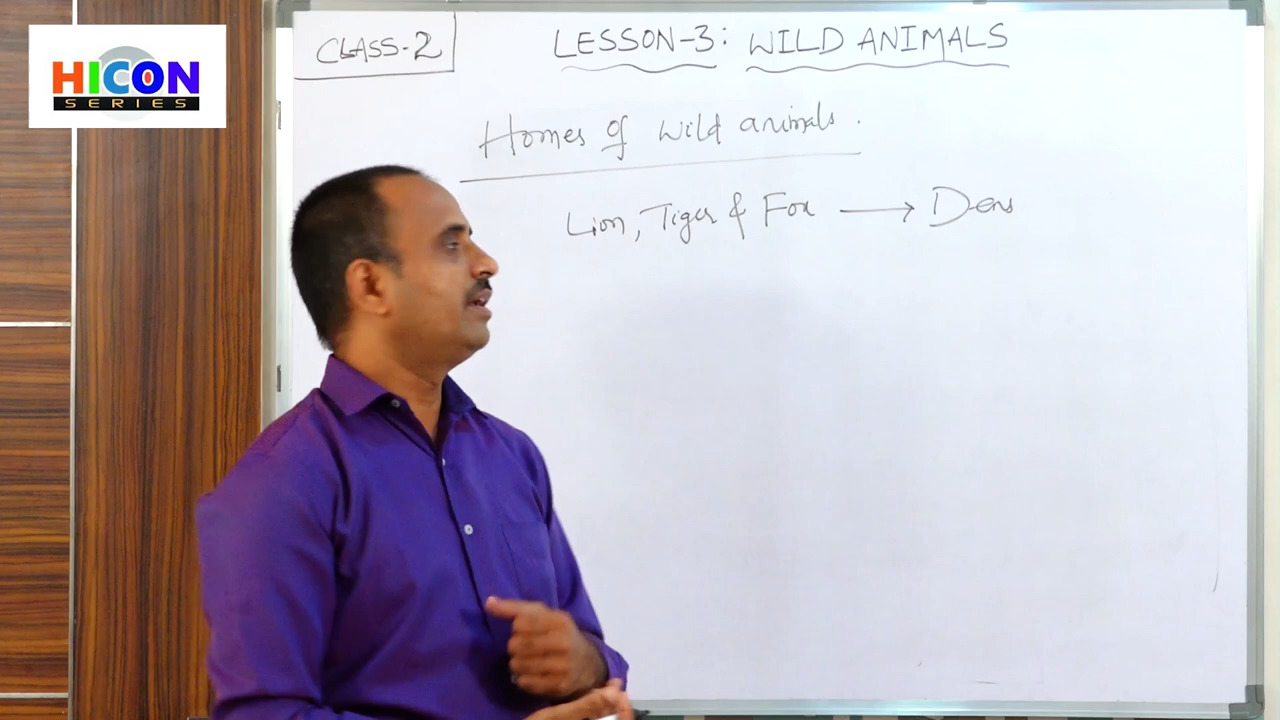 HICON
SERIES
CLASS-2
LESSON-3: WILD ANIMALS
Homes of wild animals.
Lion, Tiger & Fox ⟶ Dens